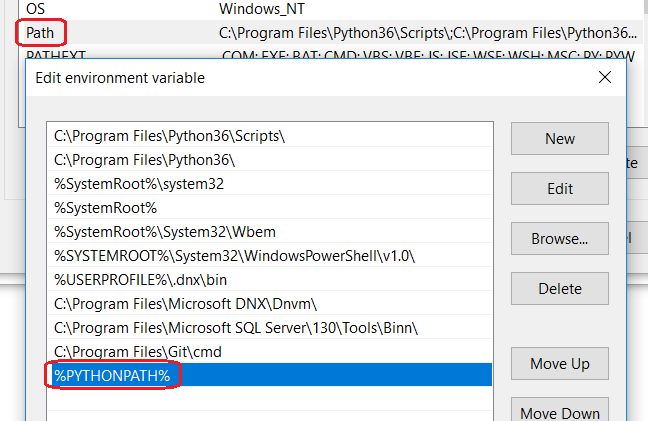 OS Windows_NT
Path C:\Program Files\Python36\Scripts\;C:\Program Files\Python36...
PATHEXT .COM;.EXE;.BAT;.CMD;.VBS;.VBE;.JS;.JSE;.WSF;.WSH;.MSC;.PY;.PYW
Edit environment variable
C:\Program Files\Python36\Scripts\
New
C:\Program Files\Python36\
%SystemRoot%\system32
Edit
%SystemRoot%
%SystemRoot%\System32\Wbem
Browse...
%SYSTEMROOT%\System32\WindowsPowerShell\v1.0\
%USERPROFILE%\.dnx\bin
Delete
C:\Program Files\Microsoft DNX\Dnvm\
C:\Program Files\Microsoft SQL Server\130\Tools\Binn\
C:\Program Files\Git\cmd
Move Up
%PYTHONPATH%
Move Down